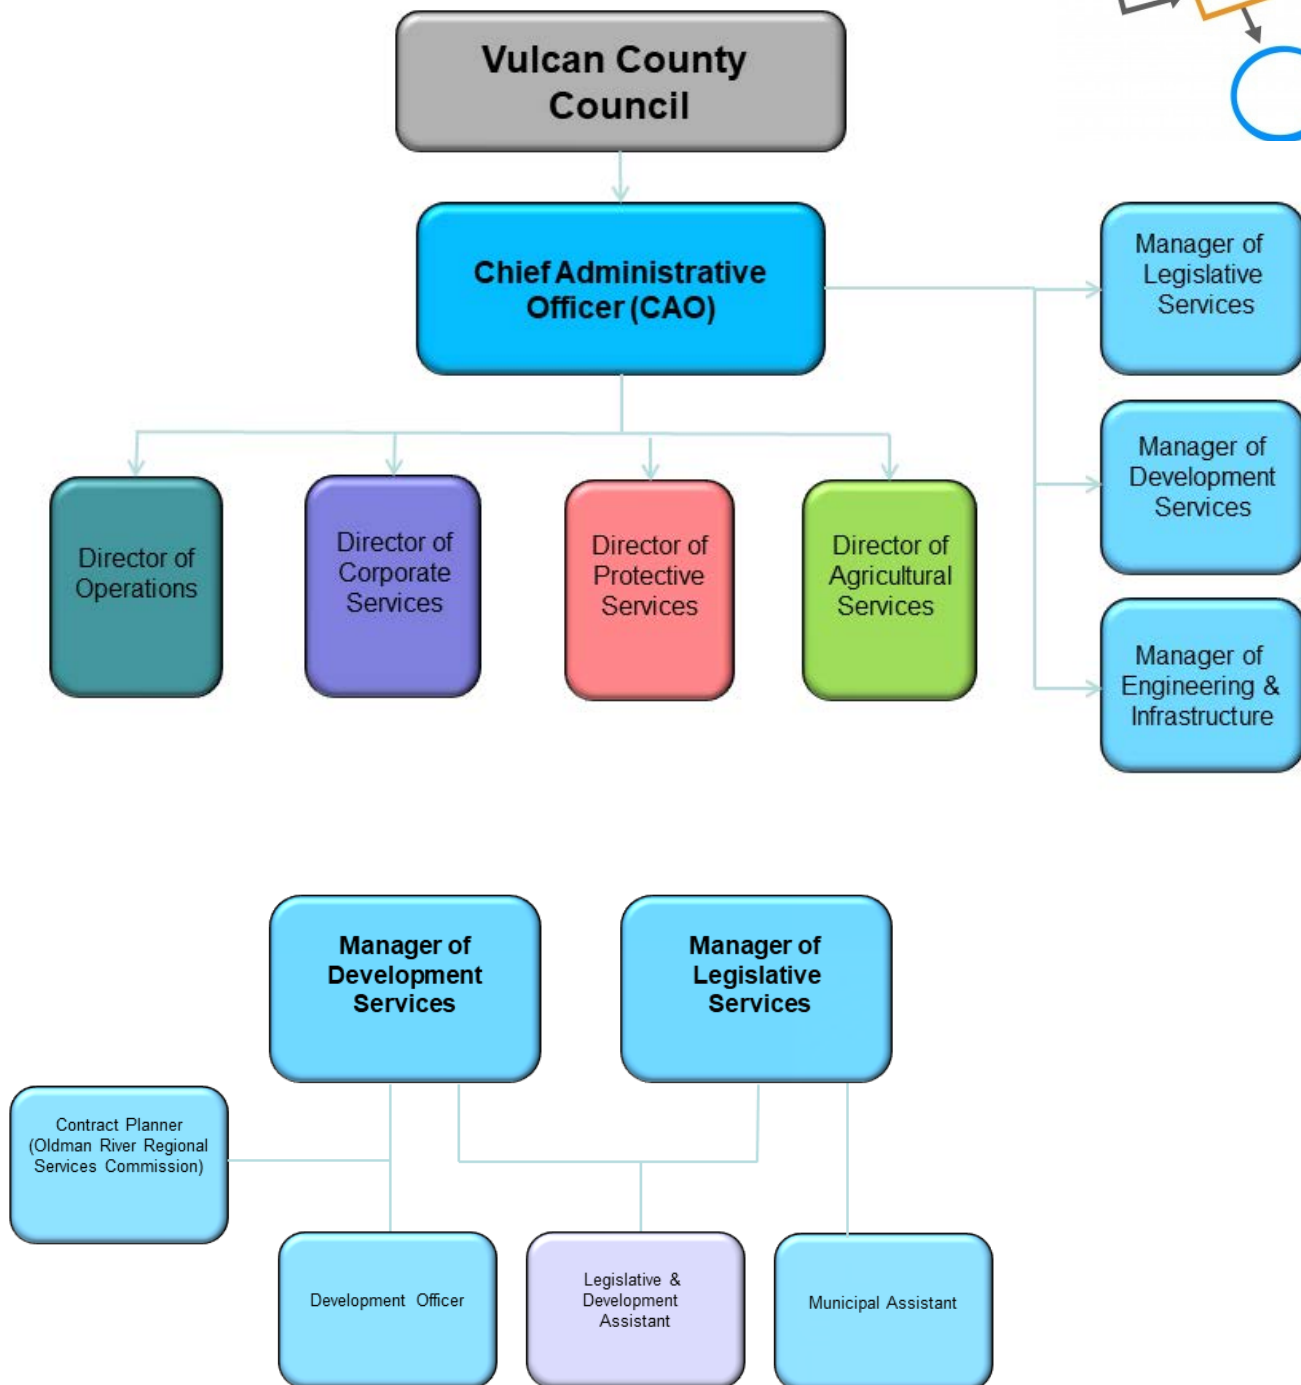 Vulcan County
Council
Chief Administrative
Officer (CAO)
Manager of
Legislative
Services
Manager of
Development
Services
Manager of
Engineering &
Infrastructure
Director of
Operations
Director of
Corporate
Services
Director of
Protective
Services
Director of
Agricultural
Services
Manager of
Development
Services
Manager of
Legislative
Services
Contract Planner
(Oldman River Regional
Services Commission)
Development Officer
Legislative &
Development
Assistant
Municipal Assistant